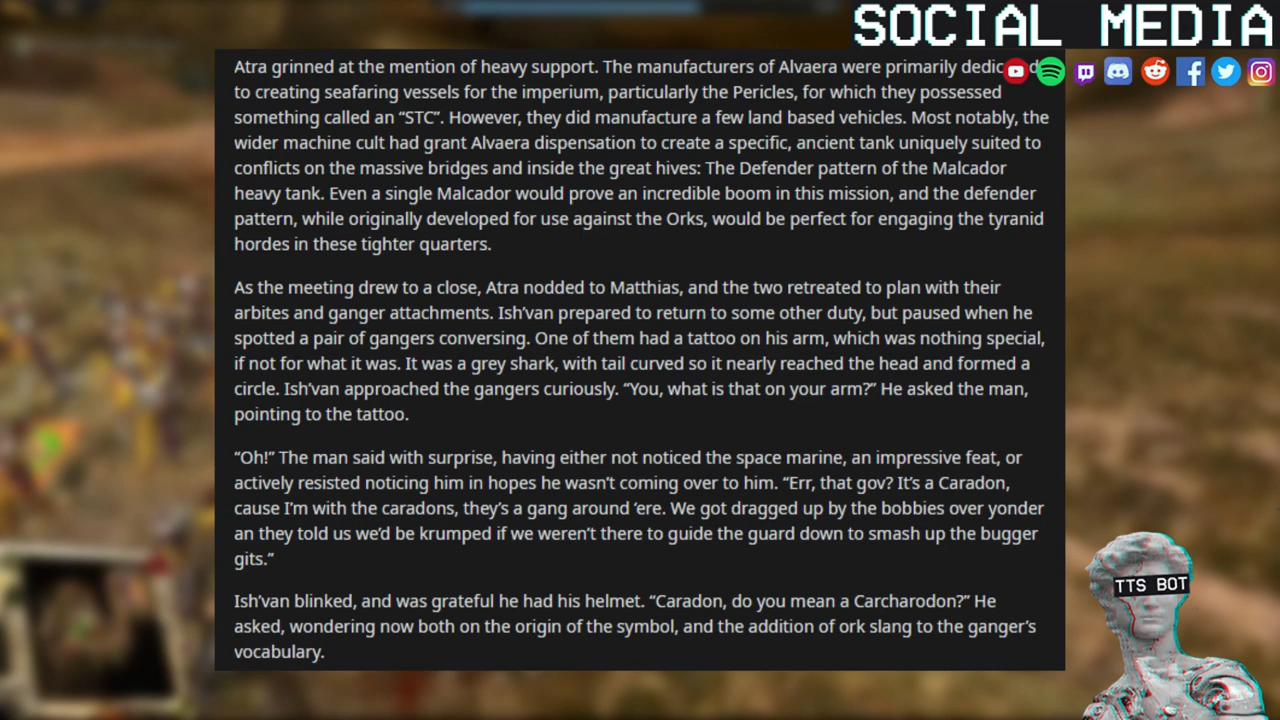 SOCIAL MEDIA
Atra grinned at the mention of heavy support. The manufacturers of Alvaera were primarily
to creating seafaring vessels for the imperium, particularly the Pericles, for which they possessed
something called an “STC”. However, they did manufacture a few land based vehicles. Most notably, the
wider machine cult had grant Alvaera dispensation to create a specific, ancient tank uniquely suited to
conflicts on the massive bridges and inside the great hives: The Defender pattern of the Malcador
heavy tank. Even a single Malcador would prove an incredible boom in this mission, and the defender
pattern, while originally developed for use against the Orks, would be perfect for engaging the tyranid
hordes in these tighter quarters.
As the meeting drew to a close, Atra nodded to Matthias, and the two retreated to plan with their
arbites and ganger attachments. Ish’van prepared to return to some other duty, but paused when he
spotted a pair of gangers conversing. One of them had a tattoo on his arm, which was nothing special,
if not for what it was. It was a grey shark, with tail curved so it nearly reached the head and formed a
circle. Ish’van approached the gangers curiously. “You, what is that on your arm?” He asked the man,
pointing to the tattoo.
“Oh!” The man said with surprise, having either not noticed the space marine, an impressive feat, or
actively resisted noticing him in hopes he wasn’t coming over to him. “Err, that gov? It’s a Caradon,
cause I’m with the caradons, they’s a gang around ‘ere. We got dragged up by the bobbies over yonder
an they told us we’d be krumped if we weren’t there to guide the guard down to smash up the bugger
gits.”
Ish’van blinked, and was grateful he had his helmet. “Caradon, do you mean a Carcharodon?” He
asked, wondering now both on the origin of the symbol, and the addition of ork slang to the ganger’s
vocabulary.
TTS BOT